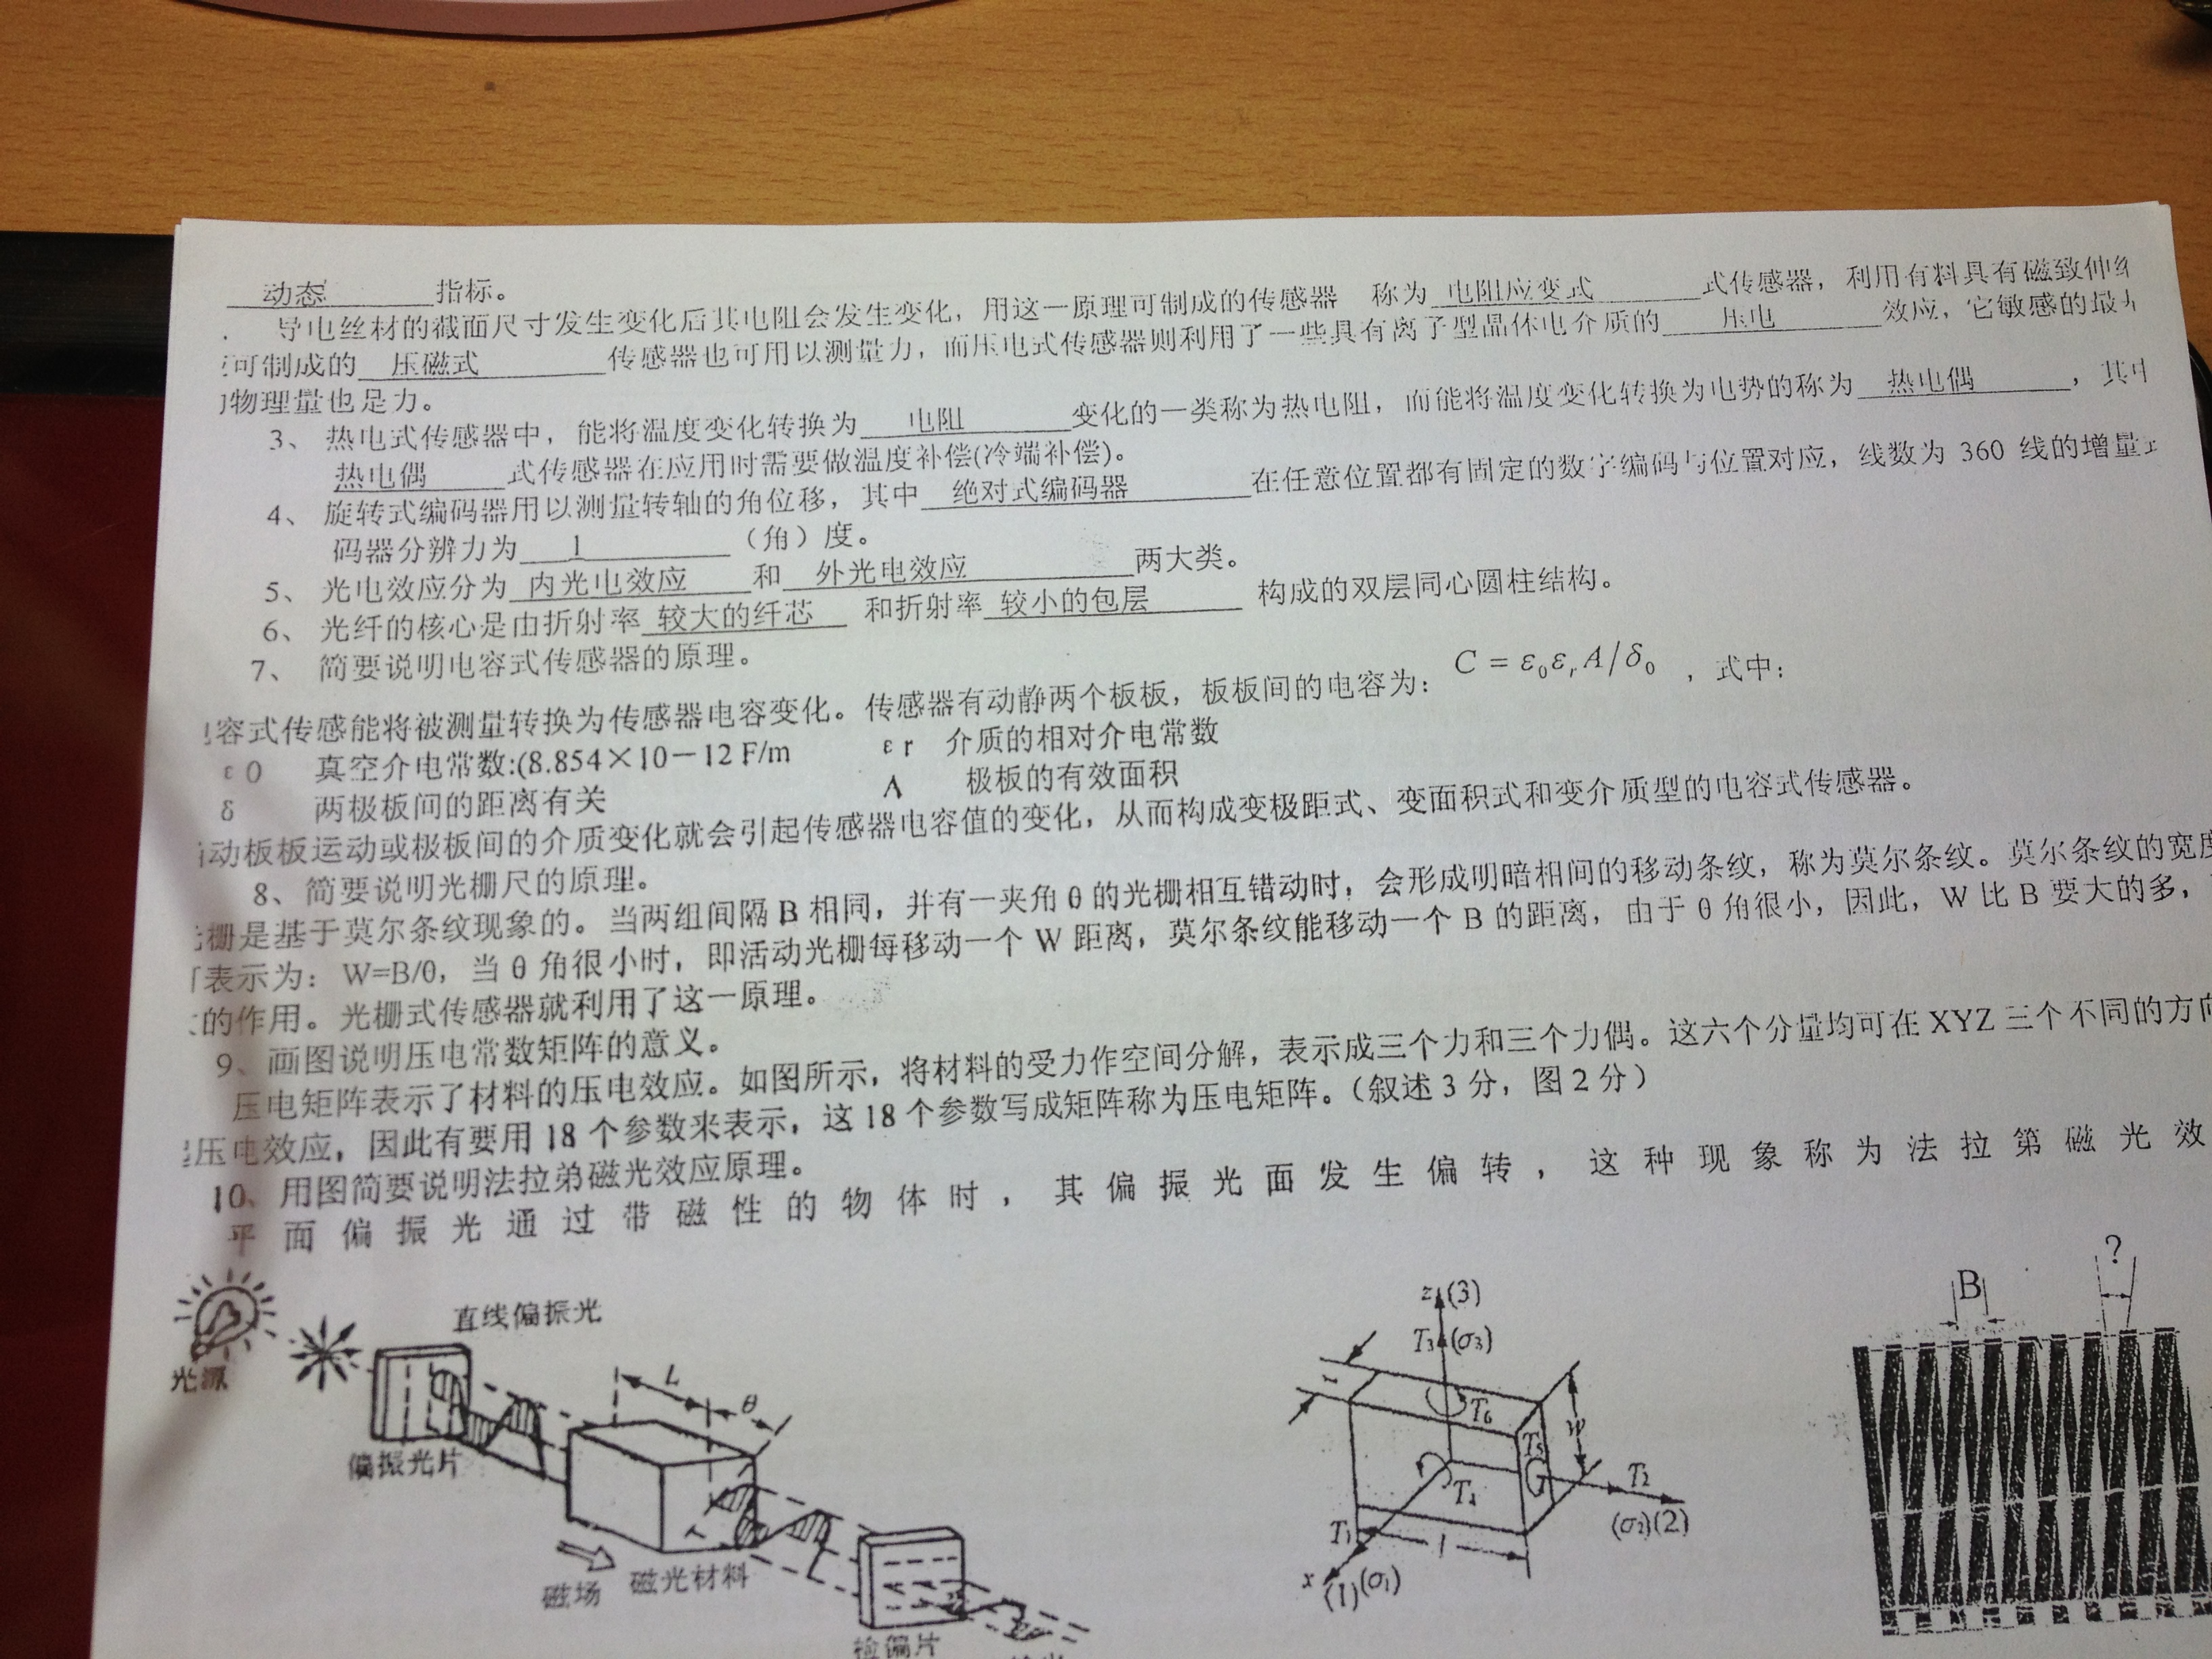 动态 指标。
导电丝材的截面尺寸发生变化后其电阻会发生变化，用这一原理可制成的传感器 称为 电阻应变式 式传感器，利用有料具有磁致伸
可制成的 压磁式 传感器也可用以测量力，而压电式传感器则利用了一些具有离子型晶体电介质的 压电 效应，它敏感的最
物理量也是力。
3、 热电式传感器中，能将温度变化转换为 电阻 变化的一类称为热电阻，而能将温度变化转换为电势的称为 热电偶 ，其中
热电偶 式传感器在应用时需要做温度补偿(冷端补偿)。
4、 旋转式编码器用以测量转轴的角位移，其中 绝对式编码器 在任意位置都有固定的数字编码与位置对应，线数为 360 线的增量
码器分辨力为 1 （角）度。
5、 光电效应分为 内光电效应 和 外光电效应 两大类。
6、 光纤的核心是由折射率 较大的纤芯 和折射率 较小的包层 构成的双层同心圆柱结构。
7、 简要说明电容式传感器的原理。
容式传感能将被测量转换为传感器电容变化。传感器有动静两个板板，板板间的电容为： C = ε₀εᵣA/δ₀ ，式中：
ε0 真空介电常数:(8.854×10－12 F/m εr 介质的相对介电常数
δ 两极板间的距离有关 A 极板的有效面积
动板板运动或极板间的介质变化就会引起传感器电容值的变化，从而构成变极距式、变面积式和变介质型的电容式传感器。
8、简要说明光栅尺的原理。
栅是基于莫尔条纹现象的。当两组间隔 B 相同，并有一夹角 θ 的光栅相互错动时，会形成明暗相间的移动条纹，称为莫尔条纹。莫尔条纹的宽度
表示为：W=B/θ，当 θ 角很小时，即活动光栅每移动一个 W 距离，莫尔条纹能移动一个 B 的距离，由于 θ 角很小，因此，W 比 B 要大的多，
的作用。光栅式传感器就利用了这一原理。
9、画图说明压电常数矩阵的意义。
压电矩阵表示了材料的压电效应。如图所示，将材料的受力作空间分解，表示成三个力和三个力偶。这六个分量均可在 XYZ 三个不同的方向
压电效应，因此有要用 18 个参数来表示，这 18 个参数写成矩阵称为压电矩阵。（叙述 3 分，图 2 分）
10、用图简要说明法拉弟磁光效应原理。
平面偏振光通过带磁性的物体时，其偏振光面发生偏转，这种现象称为法拉第磁光效
光源
直线偏振光
偏振光片
L θ
磁场
磁光材料
检偏片
z (3)
T3 (σ3)
T6
W
T5
T4
T2
(σ2)(2)
T1
l
x (1)(σ1)
B
?